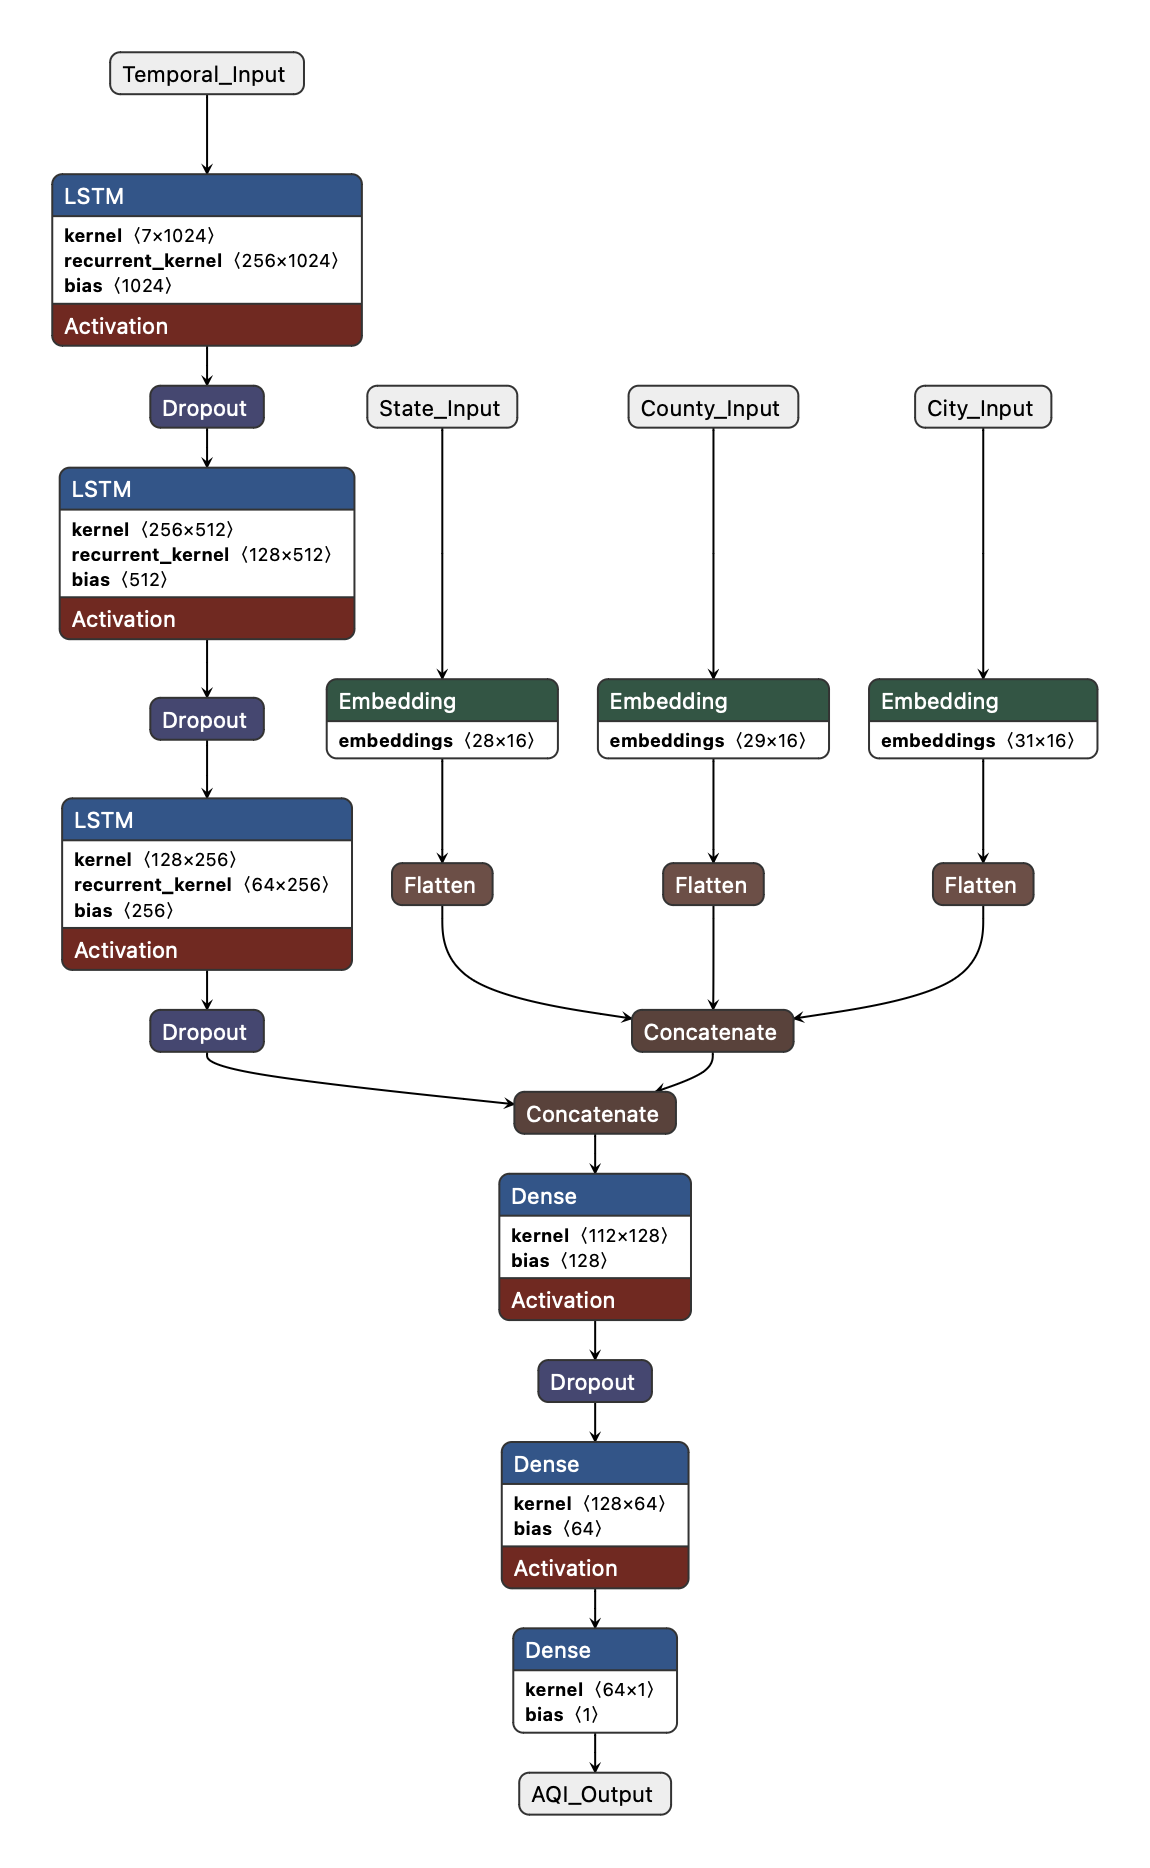 Temporal_Input
LSTM
kernel 〈7×1024〉
recurrent_kernel 〈256×1024〉
bias 〈1024〉
Activation
Dropout
State_Input
County_Input
City_Input
LSTM
kernel 〈256×512〉
recurrent_kernel 〈128×512〉
bias 〈512〉
Activation
Dropout
Embedding
embeddings 〈28×16〉
Embedding
embeddings 〈29×16〉
Embedding
embeddings 〈31×16〉
LSTM
kernel 〈128×256〉
recurrent_kernel 〈64×256〉
bias 〈256〉
Activation
Flatten
Flatten
Flatten
Dropout
Concatenate
Concatenate
Dense
kernel 〈112×128〉
bias 〈128〉
Activation
Dropout
Dense
kernel 〈128×64〉
bias 〈64〉
Activation
Dense
kernel 〈64×1〉
bias 〈1〉
AQI_Output